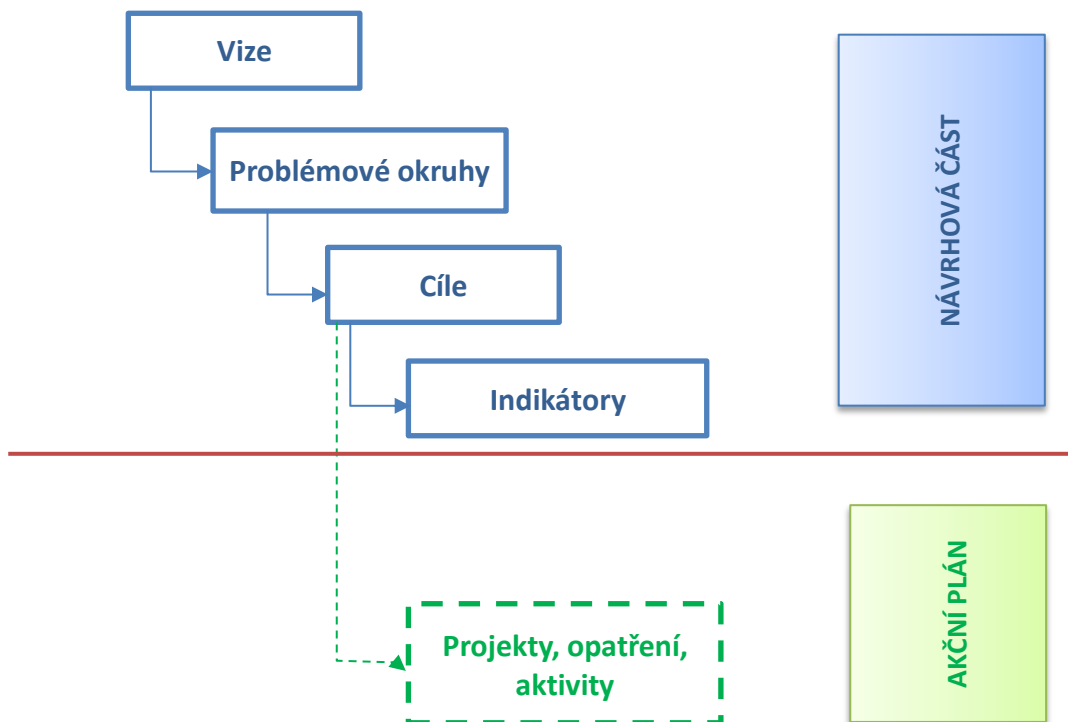 Vize
Problémové okruhy
Cíle
Indikátory
NÁVRHOVÁ ČÁST
Projekty, opatření,
aktivity
AKČNÍ PLÁN